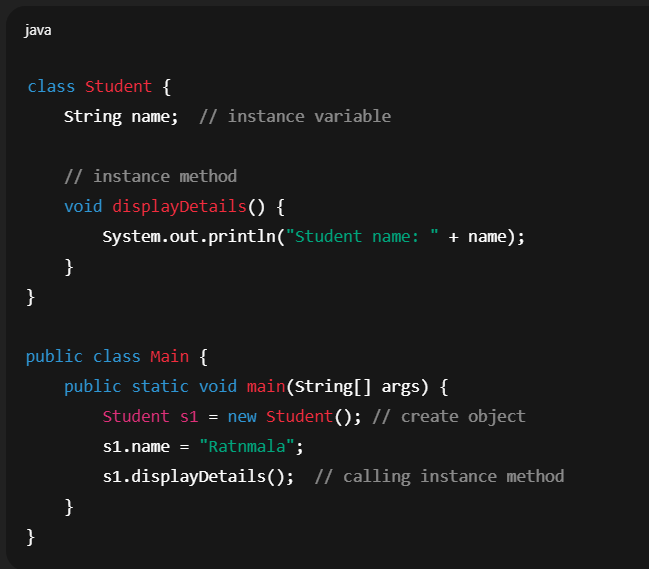 java
class Student {
    String name;  // instance variable

    // instance method
    void displayDetails() {
        System.out.println("Student name: " + name);
    }
}

public class Main {
    public static void main(String[] args) {
        Student s1 = new Student(); // create object
        s1.name = "Ratnmala";
        s1.displayDetails();  // calling instance method
    }
}